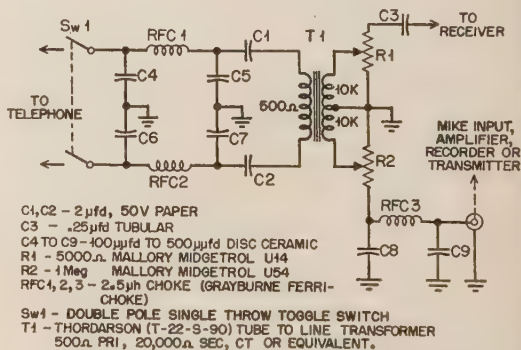 C3
TO RECEIVER
Sw 1
RFC 1
C1
T 1
R1
C4
C5
10K
TO TELEPHONE
500Ω
10K
C6
C7
R2
MIKE INPUT,
AMPLIFIER,
RECORDER OR
TRANSMITTER
RFC2
C2
RFC3
C8
C9
C1,C2 - 2µfd, 50V PAPER
C3 - .25µfd TUBULAR
C4 TO C9 - 100µµfd TO 500µµfd DISC CERAMIC
R1 - 5000Ω MALLORY MIDGETROL U14
R2 - 1 Meg MALLORY MIDGETROL U54
RFC1, 2, 3 - 2.5µh CHOKE (GRAYBURNE FERRI-
CHOKE)
Sw1 - DOUBLE POLE SINGLE THROW TOGGLE SWITCH
T1 - THORDARSON (T-22-S-90) TUBE TO LINE TRANSFORMER
500Ω PRI, 20,000Ω SEC, CT OR EQUIVALENT.